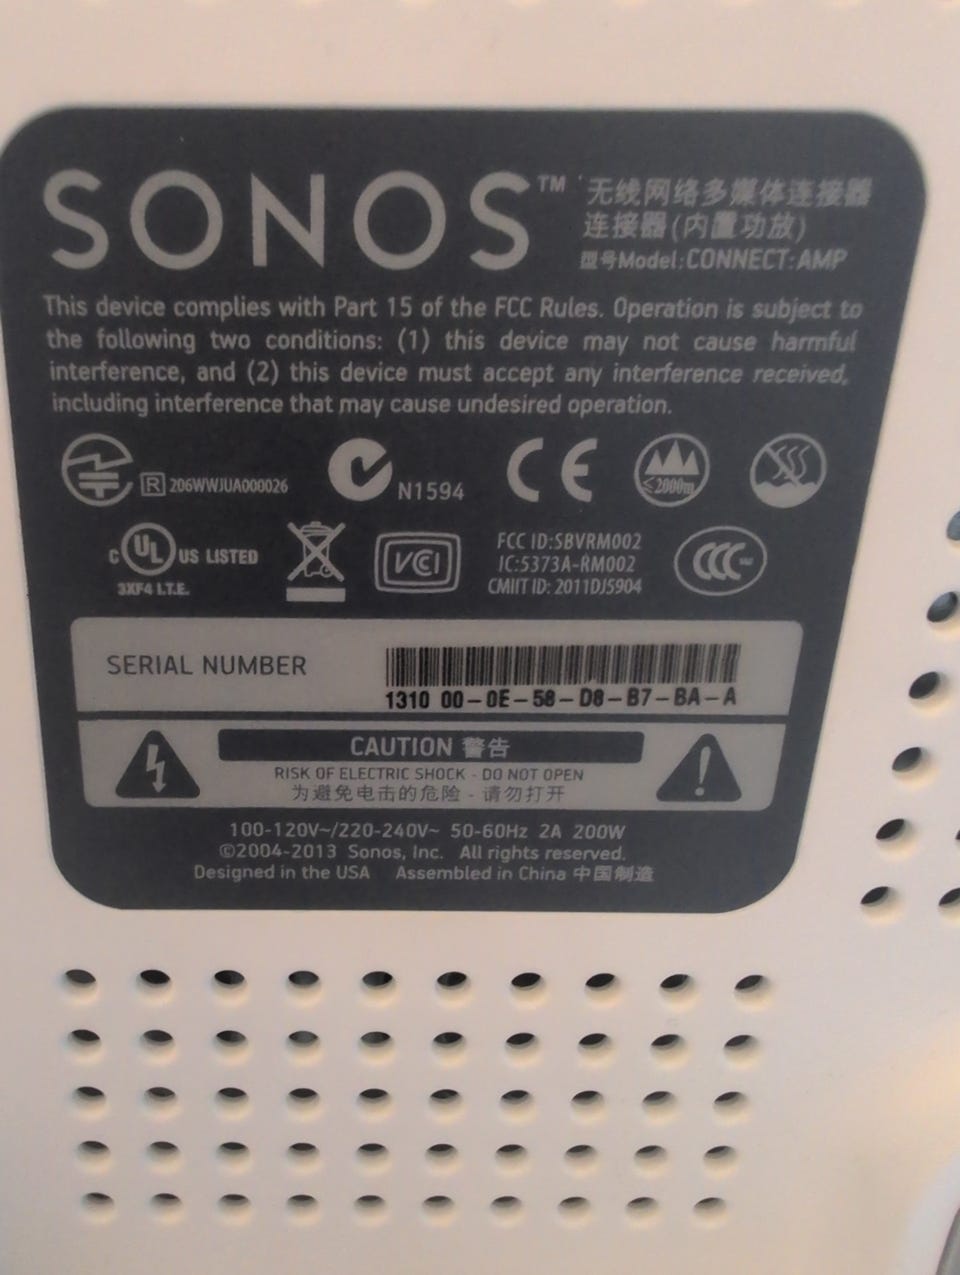 SONOS™ 无线网络多媒体连接器
连接器(内置功放)
型号Model:CONNECT:AMP
This device complies with Part 15 of the FCC Rules. Operation is subject to
the following two conditions: (1) this device may not cause harmful
interference, and (2) this device must accept any interference received,
including interference that may cause undesired operation.
R 206WWJUA000026 N1594 CE ≤2000m
C UL US LISTED
3XF4 I.T.E.
VCI
FCC ID:SBVRM002
IC:5373A-RM002
CMIIT ID: 2011DJ5904
CCC
SERIAL NUMBER
1310 00-0E-58-D8-B7-BA-A
CAUTION 警告
RISK OF ELECTRIC SHOCK - DO NOT OPEN
为避免电击的危险 - 请勿打开
100-120V~/220-240V~ 50-60Hz 2A 200W
©2004-2013 Sonos, Inc. All rights reserved.
Designed in the USA Assembled in China 中国制造